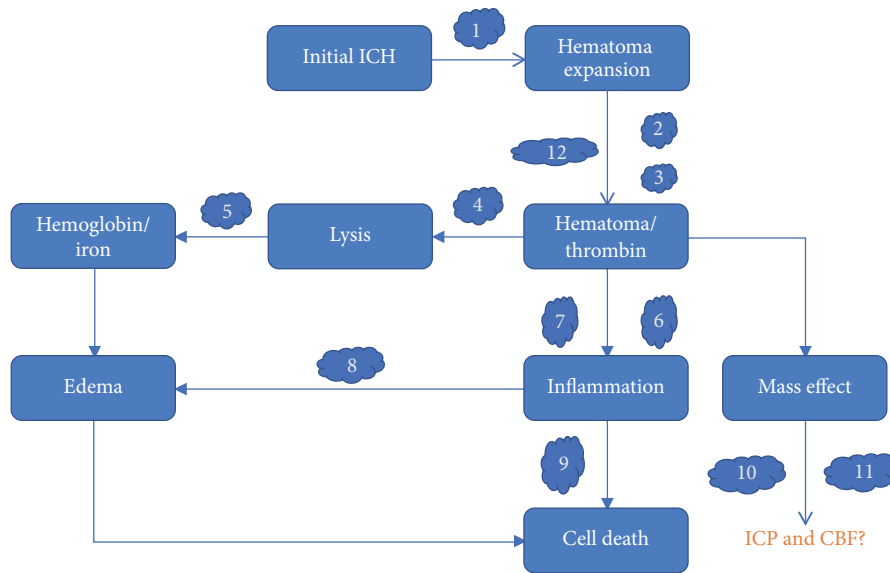 1
Initial ICH
Hematoma
expansion
2
12
3
5
4
Hemoglobin/
iron
Lysis
Hematoma/
thrombin
7
6
8
Edema
Inflammation
Mass effect
9
10
11
Cell death
ICP and CBF?